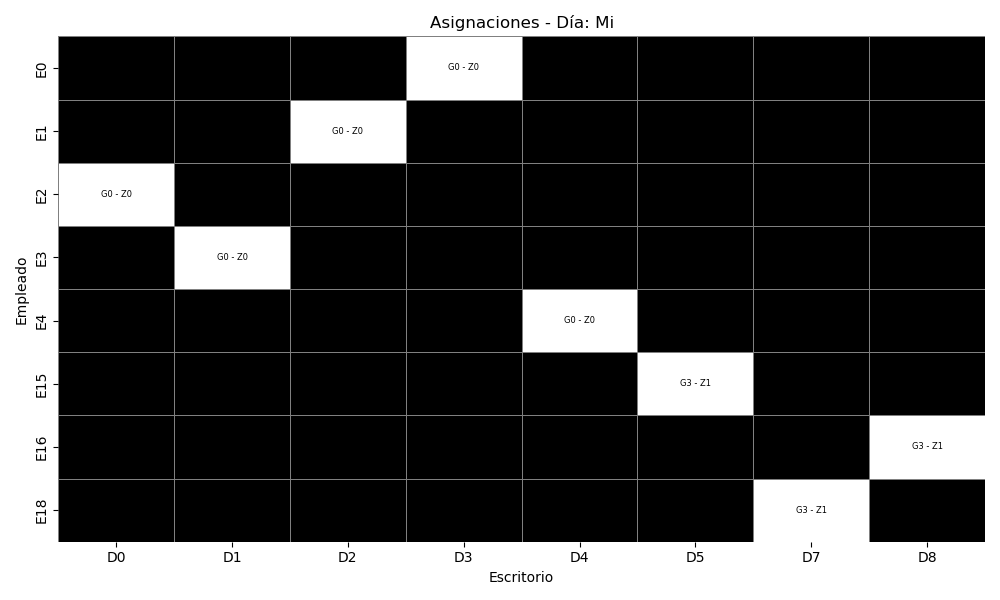 Asignaciones - Día: Mi
Empleado
E0
G0 - Z0
E1
G0 - Z0
E2
G0 - Z0
E3
G0 - Z0
E4
G0 - Z0
E15
G3 - Z1
E16
G3 - Z1
E18
G3 - Z1
D0 D1 D2 D3 D4 D5 D7 D8
Escritorio